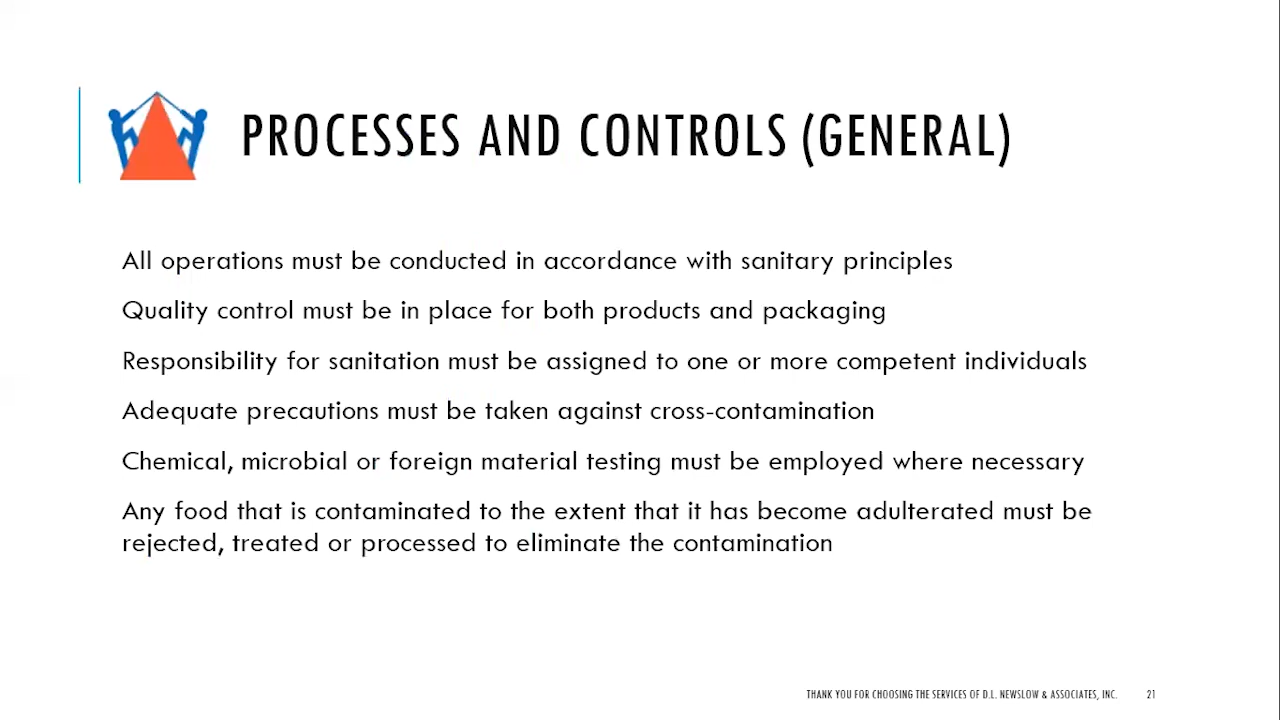 PROCESSES AND CONTROLS (GENERAL)
All operations must be conducted in accordance with sanitary principles
Quality control must be in place for both products and packaging
Responsibility for sanitation must be assigned to one or more competent individuals
Adequate precautions must be taken against cross-contamination
Chemical, microbial or foreign material testing must be employed where necessary
Any food that is contaminated to the extent that it has become adulterated must be
rejected, treated or processed to eliminate the contamination
THANK YOU FOR CHOOSING THE SERVICES OF D.L. NEWSLOW & ASSOCIATES, INC. 21